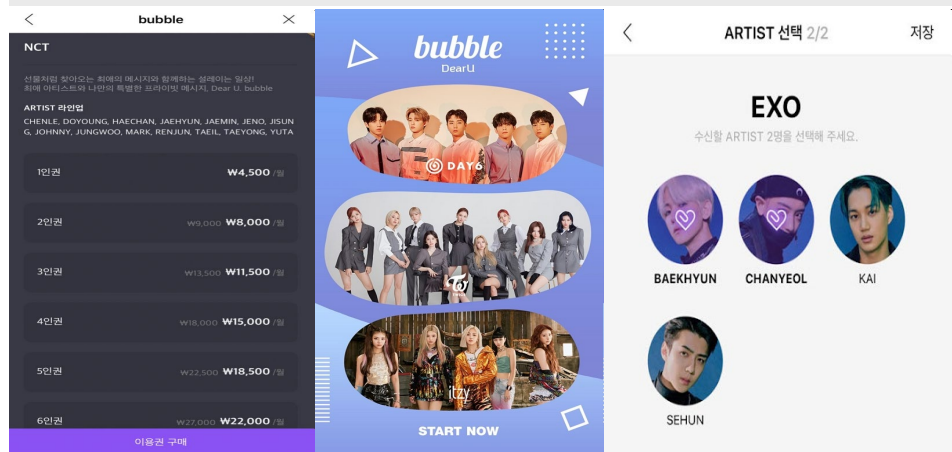 bubble
NCT
선물처럼 찾아오는 최애의 메시지와 함께하는 설레이는 일상!
최애 아티스트와 나만의 특별한 프라이빗 메시지, Dear U. bubble
ARTIST 라인업
CHENLE, DOYOUNG, HAECHAN, JAEHYUN, JAEMIN, JENO, JISUN
G, JOHNNY, JUNGWOO, MARK, RENJUN, TAEIL, TAEYONG, YUTA
1인권 ₩4,500 /월
2인권 ₩9,000 ₩8,000 /월
3인권 ₩13,500 ₩11,500 /월
4인권 ₩18,000 ₩15,000 /월
5인권 ₩22,500 ₩18,500 /월
6인권 ₩27,000 ₩22,000 /월
이용권 구매
bubble
DearU
DAY6
TWICE
itzy
START NOW
ARTIST 선택 2/2 저장
EXO
수신할 ARTIST 2명을 선택해 주세요.
BAEKHYUN CHANYEOL KAI
SEHUN